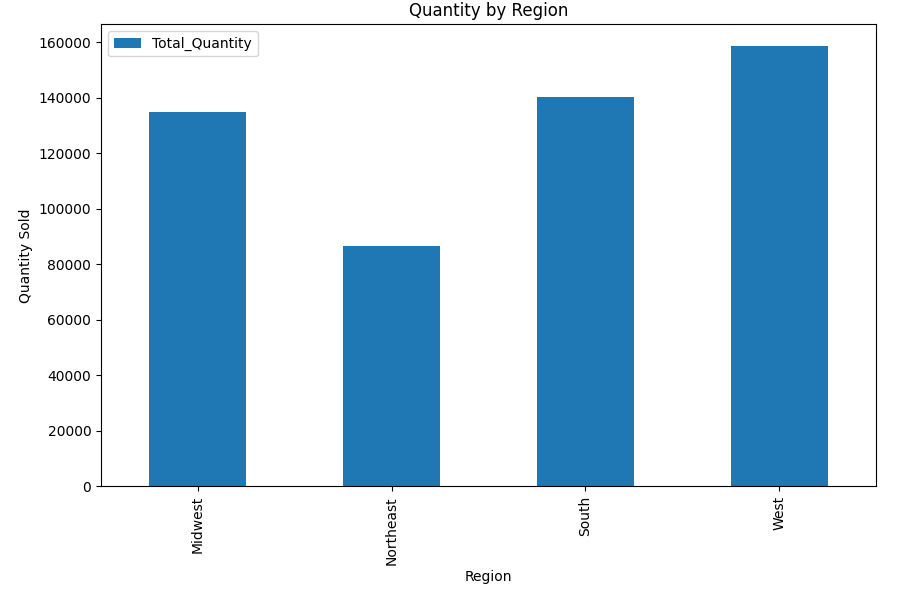 Quantity by Region
Total_Quantity
160000
140000
120000
100000
80000
60000
40000
20000
0
Quantity Sold
Midwest
Northeast
South
West
Region